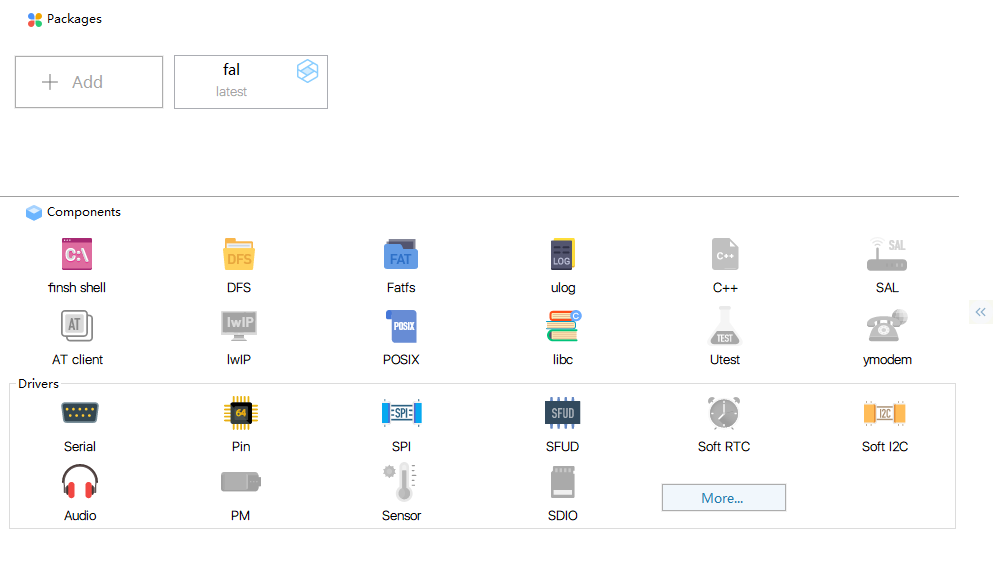 Packages
Add
fal
latest
Components
C:\
DFS
FAT
LOG
C++
SAL
finsh shell
DFS
Fatfs
ulog
C++
SAL
AT
lwIP
POSIX
C
TEST
AT client
lwIP
POSIX
libc
Utest
ymodem
Drivers
64
SPI
SFUD
I2C
Serial
Pin
SPI
SFUD
Soft RTC
Soft I2C
Audio
PM
Sensor
SDIO
More...